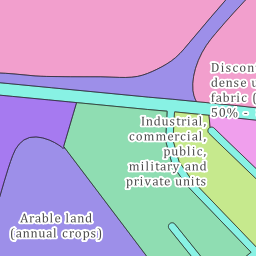 Discon
dense u
fabric (
50% -
Industrial,
commercial,
public,
military and
private units
Arable land
(annual crops)